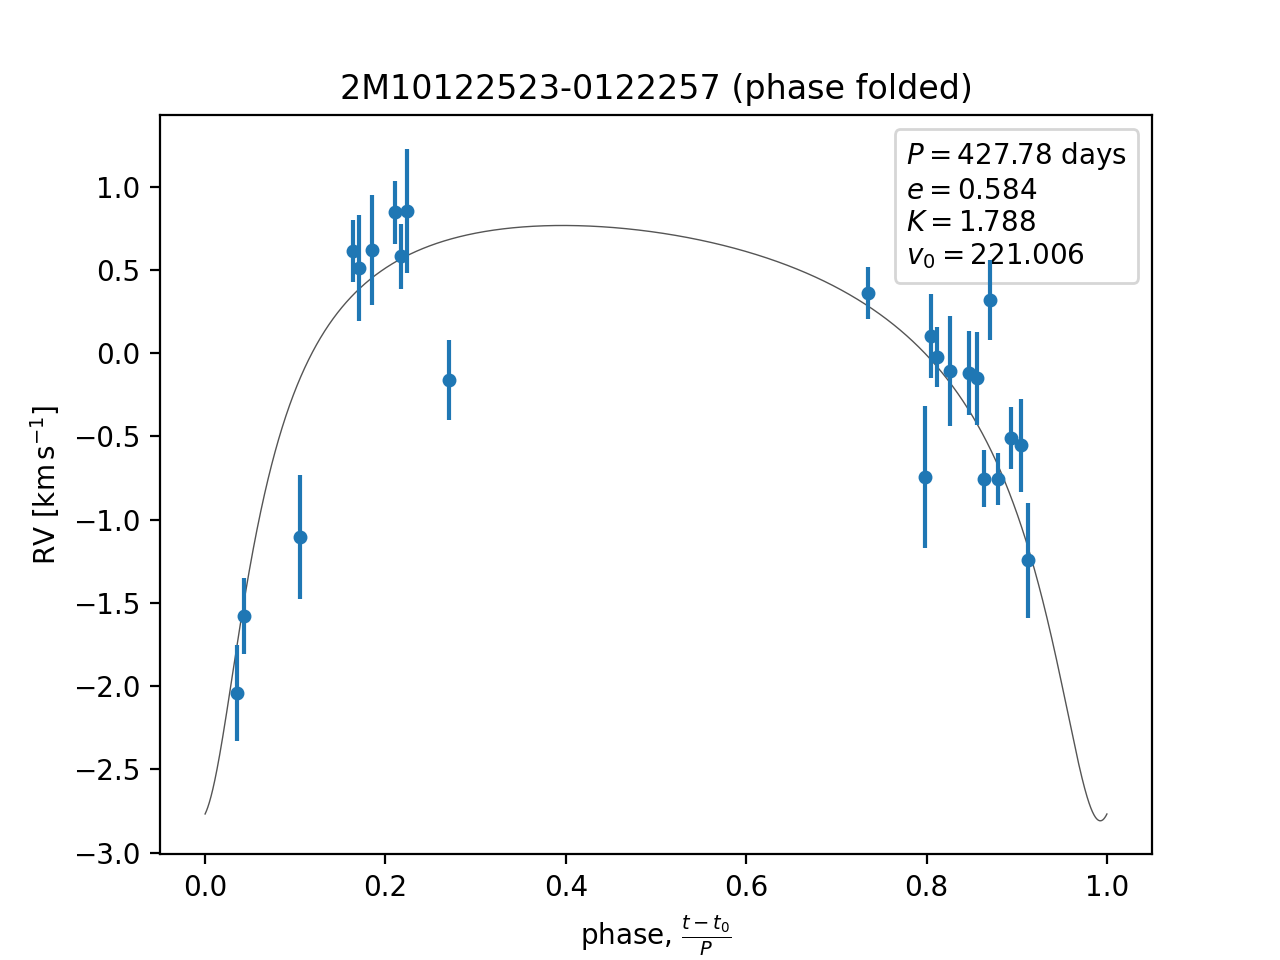 2M10122523-0122257 (phase folded)
P = 427.78 days
e = 0.584
K = 1.788
v₀ = 221.006
RV [km s⁻¹]
1.0
0.5
0.0
−0.5
−1.0
−1.5
−2.0
−2.5
−3.0
0.0 0.2 0.4 0.6 0.8 1.0
phase, (t − t₀)/P